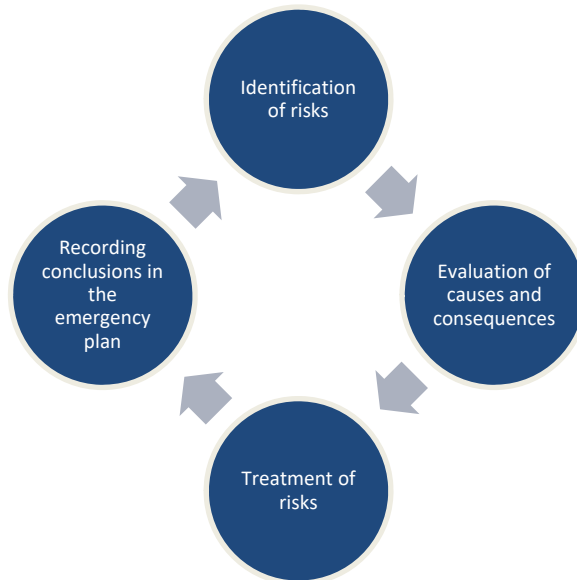 Identification
of risks
Evaluation of
causes and
consequences
Treatment of
risks
Recording
conclusions in
the
emergency
plan